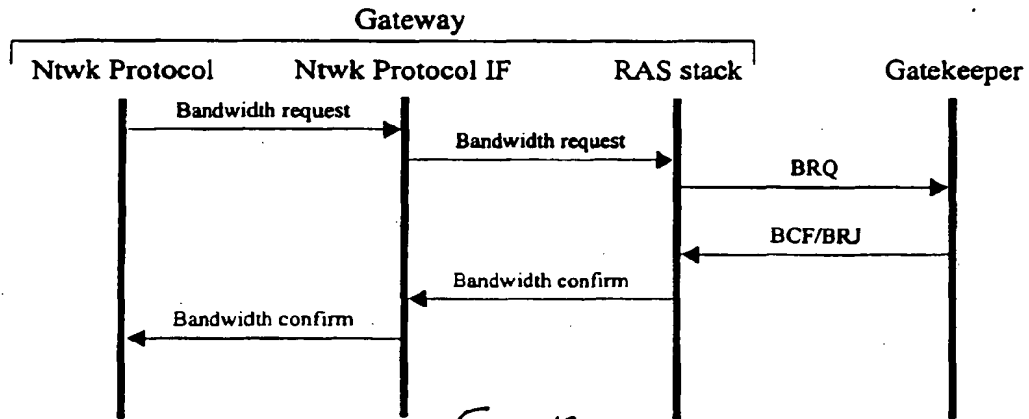 Gateway
Ntwk Protocol Ntwk Protocol IF RAS stack Gatekeeper
Bandwidth request
Bandwidth request
BRQ
BCF/BRJ
Bandwidth confirm
Bandwidth confirm